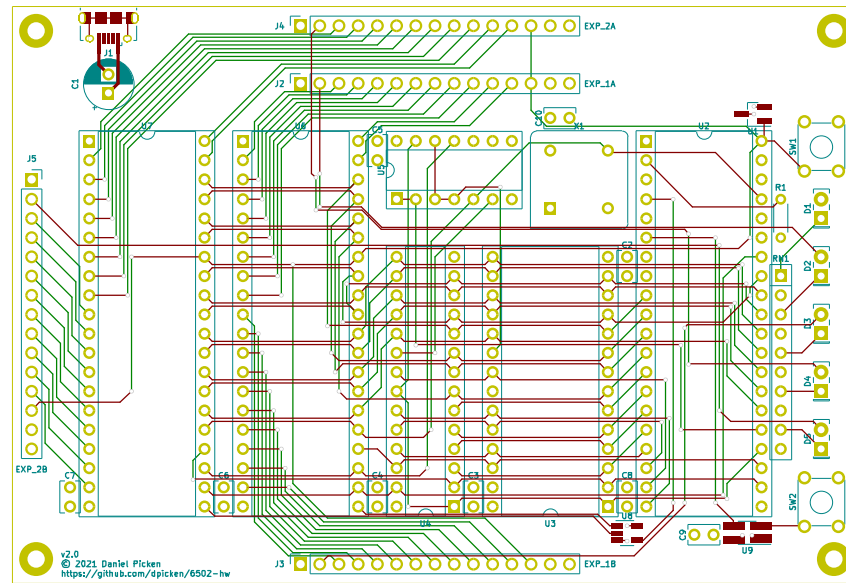 J4
EXP_2A
J1
C1
+
J2
EXP_1A
C10
X1
U1
U7
U6
C5
U5
U2
SW1
J5
R1
D1
C2
RN1
D2
D3
D4
D5
EXP_2B
C7
C6
C4
C3
C8
SW2
U4
U8
U3
C9
U9
v2.0
© 2021 Daniel Picken
https://github.com/dpicken/6502-hw
J3
EXP_1B